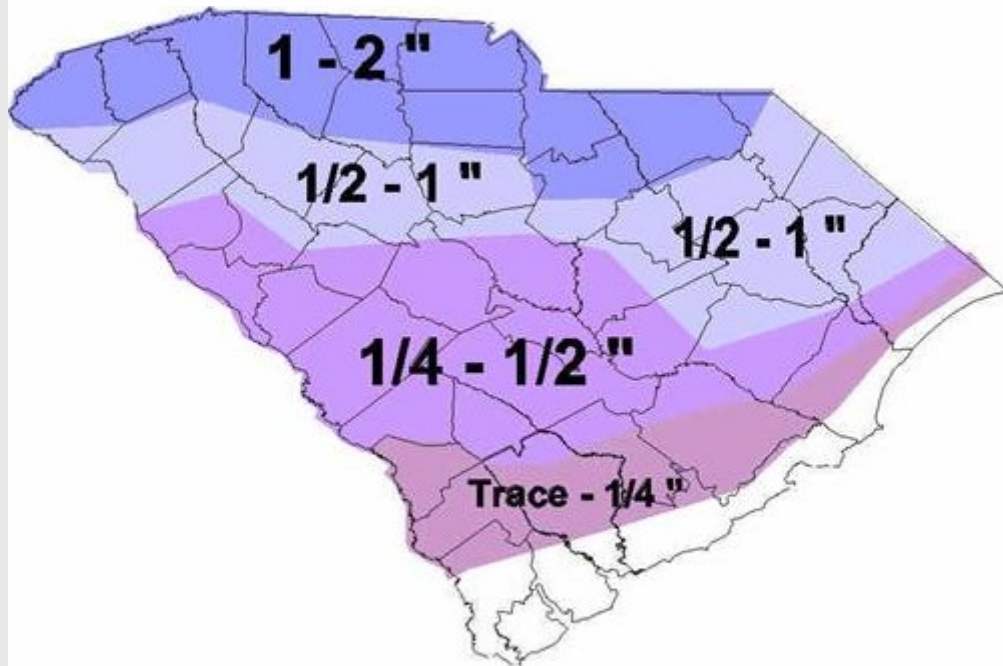 1 - 2 "
1/2 - 1 "
1/2 - 1 "
1/4 - 1/2 "
Trace - 1/4 "